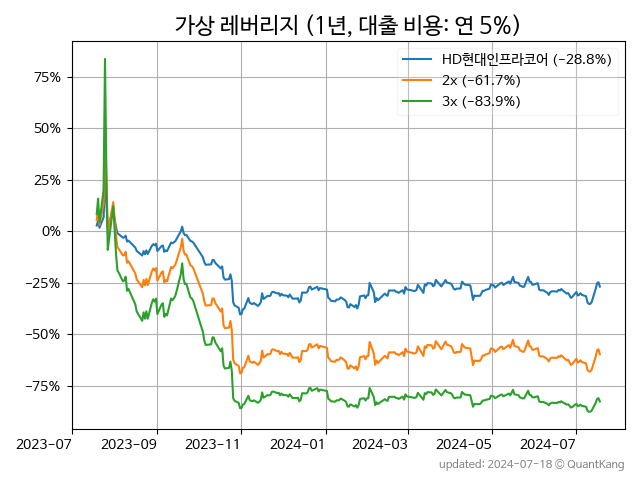 가상 레버리지 (1년, 대출 비용: 연 5%)
HD현대인프라코어 (−28.8%)
2x (−61.7%)
3x (−83.9%)
75%
50%
25%
0%
−25%
−50%
−75%
2023-07 2023-09 2023-11 2024-01 2024-03 2024-05 2024-07
updated: 2024-07-18 © QuantKang